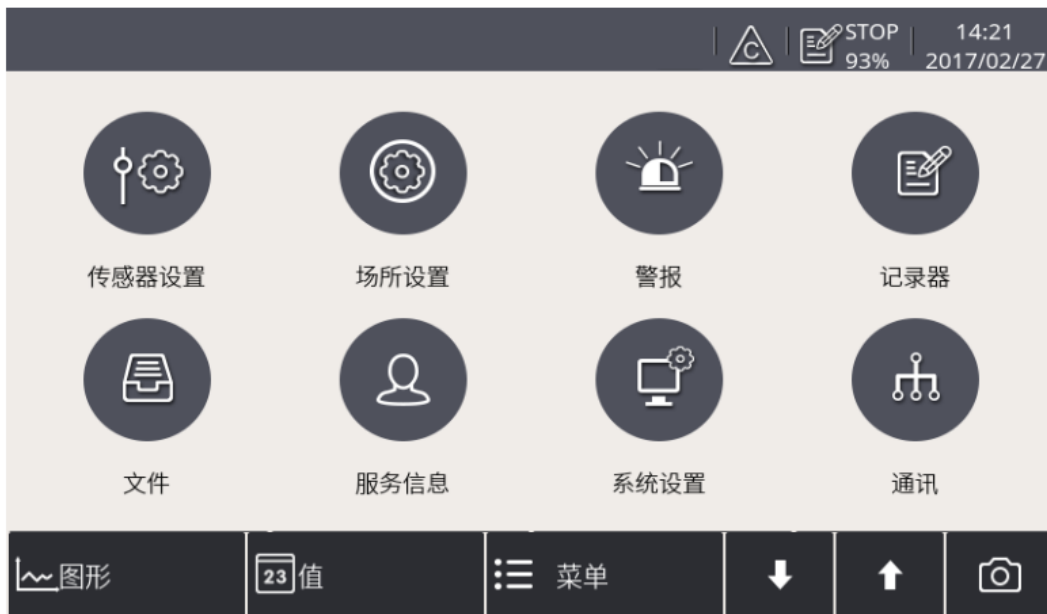 C STOP 14:21
93% 2017/02/27
传感器设置 场所设置 警报 记录器
文件 服务信息 系统设置 通讯
图形 23 值 菜单